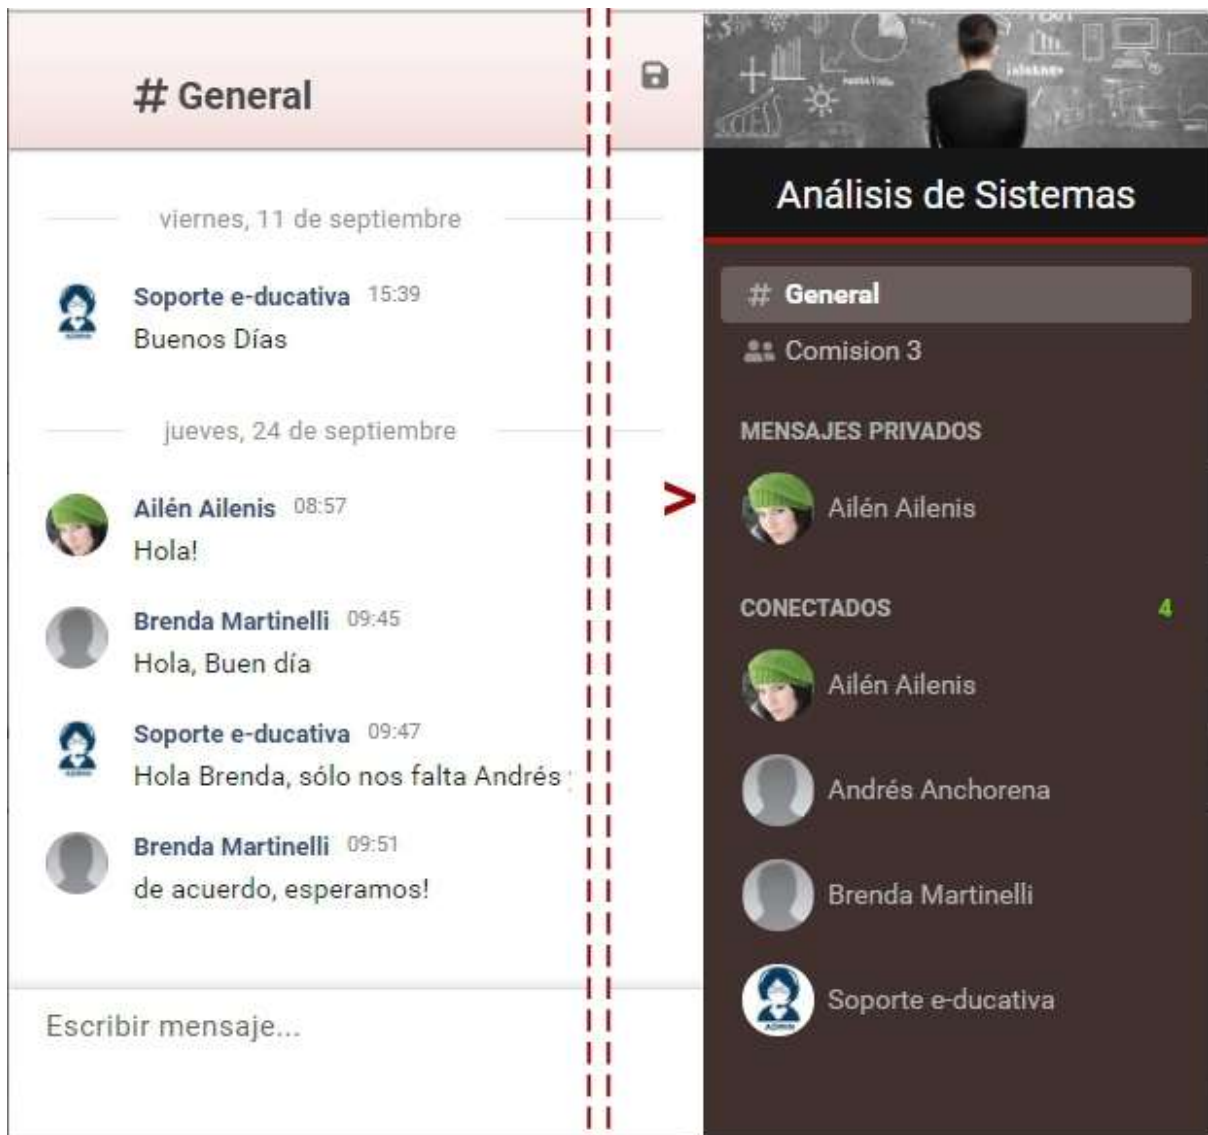 # General
viernes, 11 de septiembre
Soporte e-ducativa 15:39
Buenos Días
jueves, 24 de septiembre
Ailén Ailenis 08:57
Hola!
Brenda Martinelli 09:45
Hola, Buen día
Soporte e-ducativa 09:47
Hola Brenda, sólo nos falta Andrés
Brenda Martinelli 09:51
de acuerdo, esperamos!
Escribir mensaje...
>
Análisis de Sistemas
# General
Comision 3
MENSAJES PRIVADOS
Ailén Ailenis
CONECTADOS 4
Ailén Ailenis
Andrés Anchorena
Brenda Martinelli
Soporte e-ducativa
ADMIN